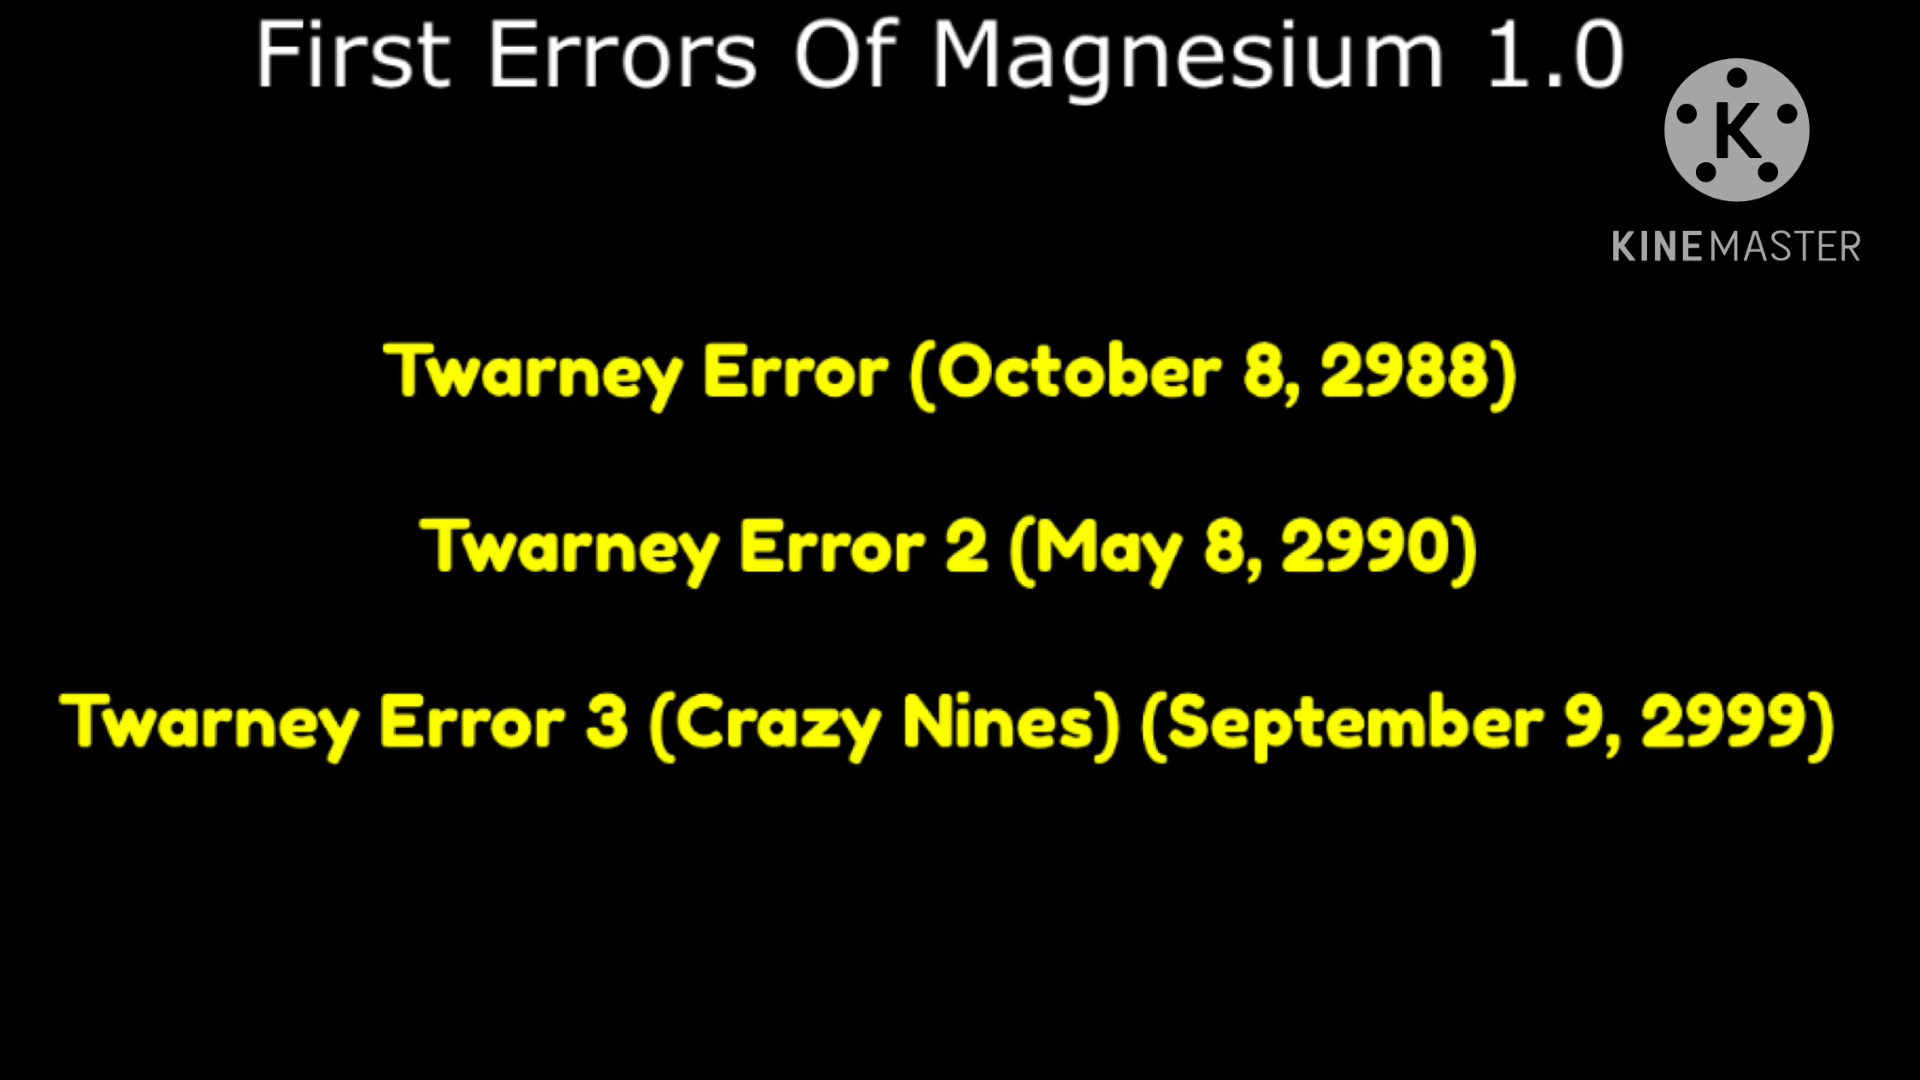 First Errors Of Magnesium 1.0
K
KINEMASTER
Twarney Error (October 8, 2988)
Twarney Error 2 (May 8, 2990)
Twarney Error 3 (Crazy Nines) (September 9, 2999)